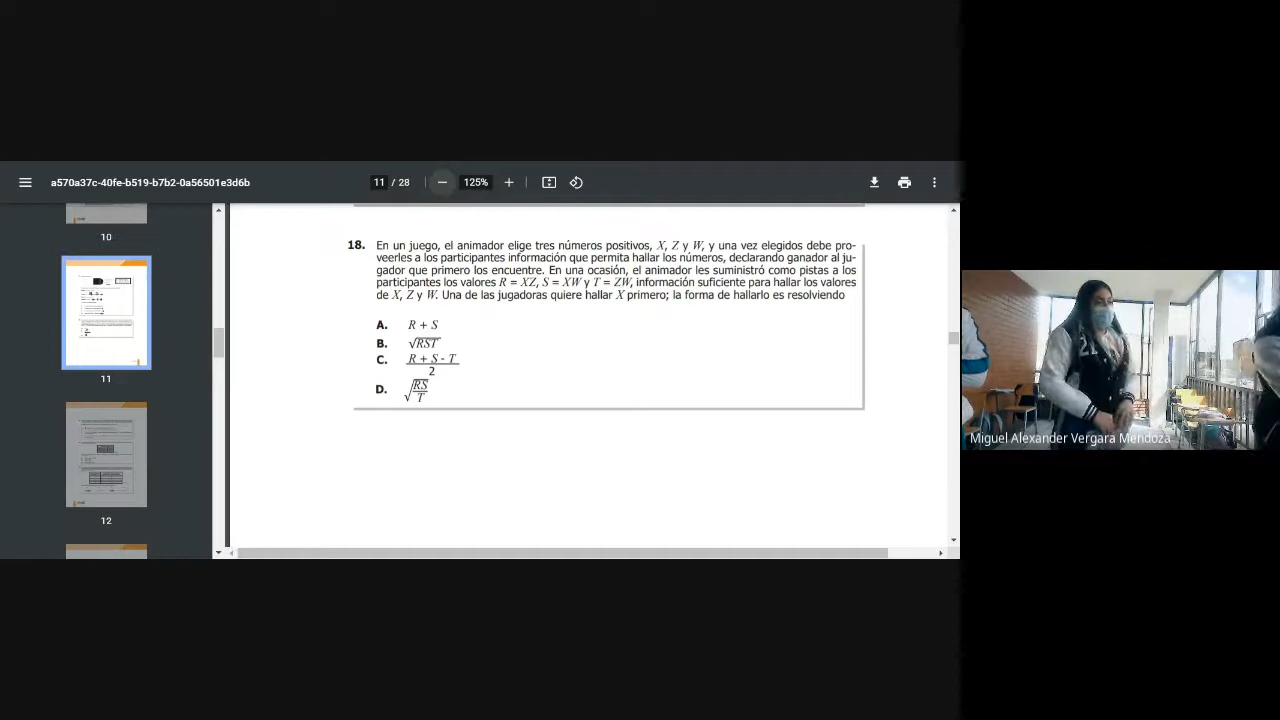 a570a37c-40fe-b519-b7b2-0a56501e3d6b
11 / 28
125%
10
11
12
18. En un juego, el animador elige tres números positivos, X, Z y W, y una vez elegidos debe pro-
veerles a los participantes información que permita hallar los números, declarando ganador al ju-
gador que primero los encuentre. En una ocasión, el animador les suministró como pistas a los
participantes los valores R = XZ, S = XW y T = ZW, información suficiente para hallar los valores
de X, Z y W. Una de las jugadoras quiere hallar X primero; la forma de hallarlo es resolviendo
A. R + S
B. √RST
C. R + S - T
2
D. √RS
T
Miguel Alexander Vergara Mendoza